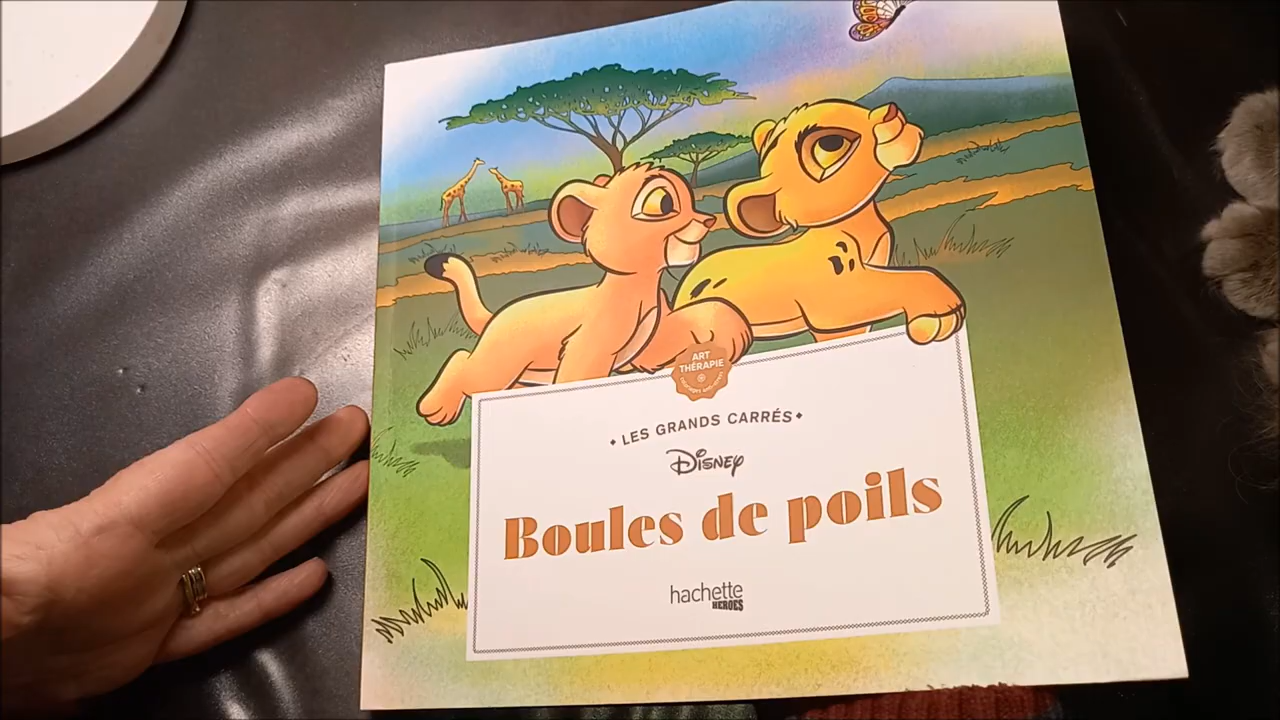 ART
THÉRAPIE
LES GRANDS CARRÉS
Disney
Boules de poils
hachette
HEROES